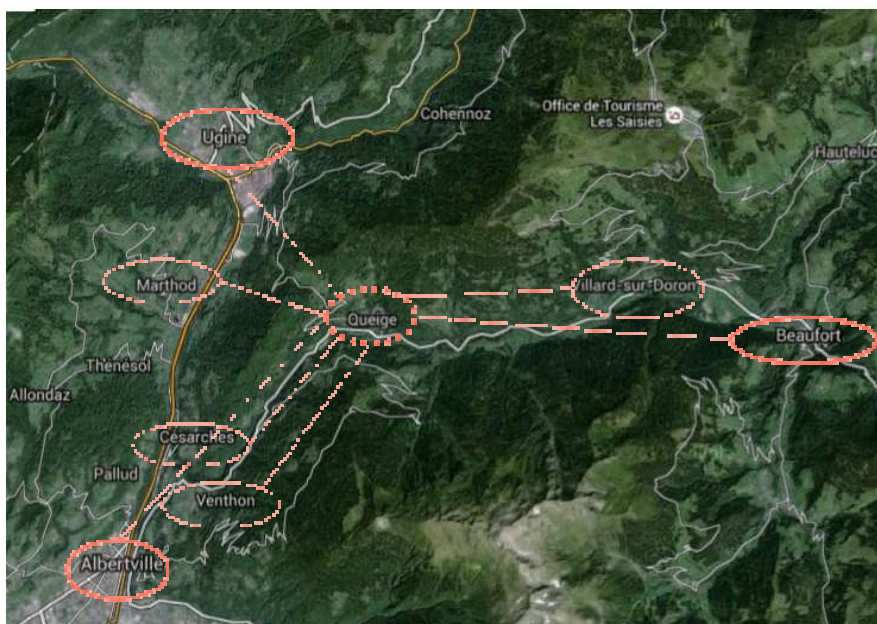 Cohennoz
Office de Tourisme
Les Saisies
Ugine
Hauteluc
Marthod
Villard-sur-Doron
Queige
Beaufort
Thénésol
Allondaz
Césarches
Pallud
Venthon
Albertville